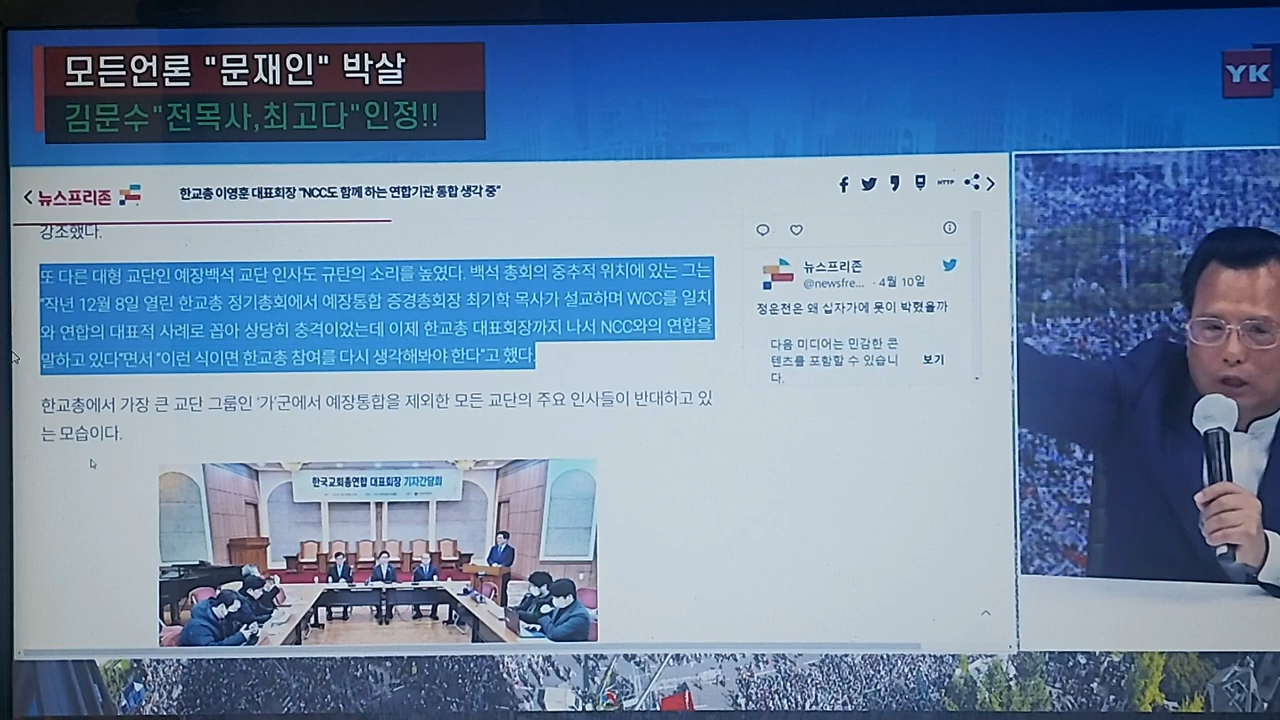 모든언론 "문재인" 박살
김문수"전목사,최고다"인정!!
YK
뉴스프리존
한교총 이영훈 대표회장 “NCC도 함께 하는 연합기관 통합 생각 중”
HTTP
강조했다.
또 다른 대형 교단인 예장백석 교단 인사도 규탄의 소리를 높였다. 백석 총회의 중추적 위치에 있는 그는
“작년 12월 8일 열린 한교총 정기총회에서 예장통합 증경총회장 최기학 목사가 설교하며 WCC를 일치
와 연합의 대표적 사례로 꼽아 상당히 충격이었는데 이제 한교총 대표회장까지 나서 NCC와의 연합을
말하고 있다”면서 “이런 식이면 한교총 참여를 다시 생각해봐야 한다”고 했다.
한교총에서 가장 큰 교단 그룹인 ‘가’군에서 예장통합을 제외한 모든 교단의 주요 인사들이 반대하고 있
는 모습이다.
한국교회총연합 대표회장 기자간담회
뉴스프리존
@newsfre... · 4월 10일
정운천은 왜 십자가에 못이 박혔을까
다음 미디어는 민감한 콘
텐츠를 포함할 수 있습니
다.
보기